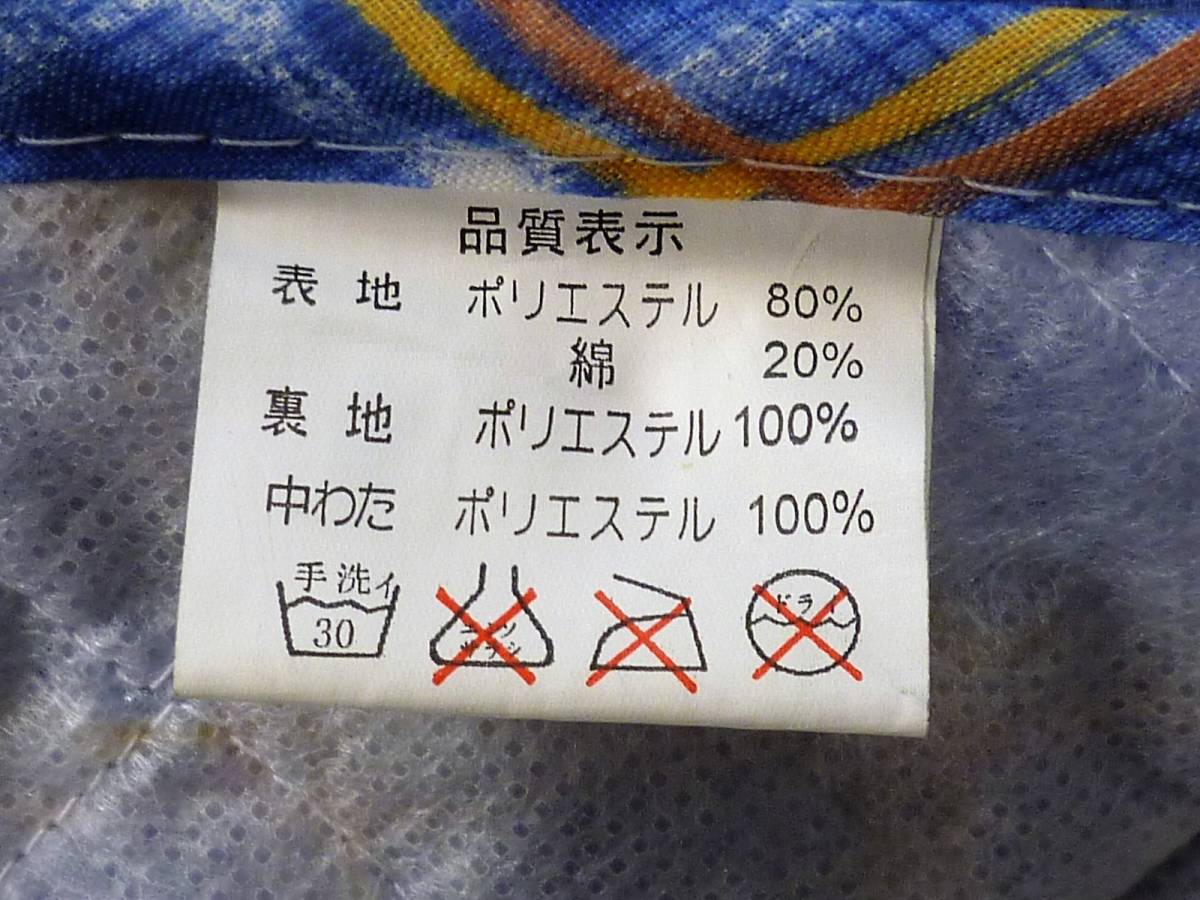 品質表示
表地 ポリエステル 80%
綿 20%
裏地 ポリエステル 100%
中わた ポリエステル 100%
手洗イ
30
ドラ